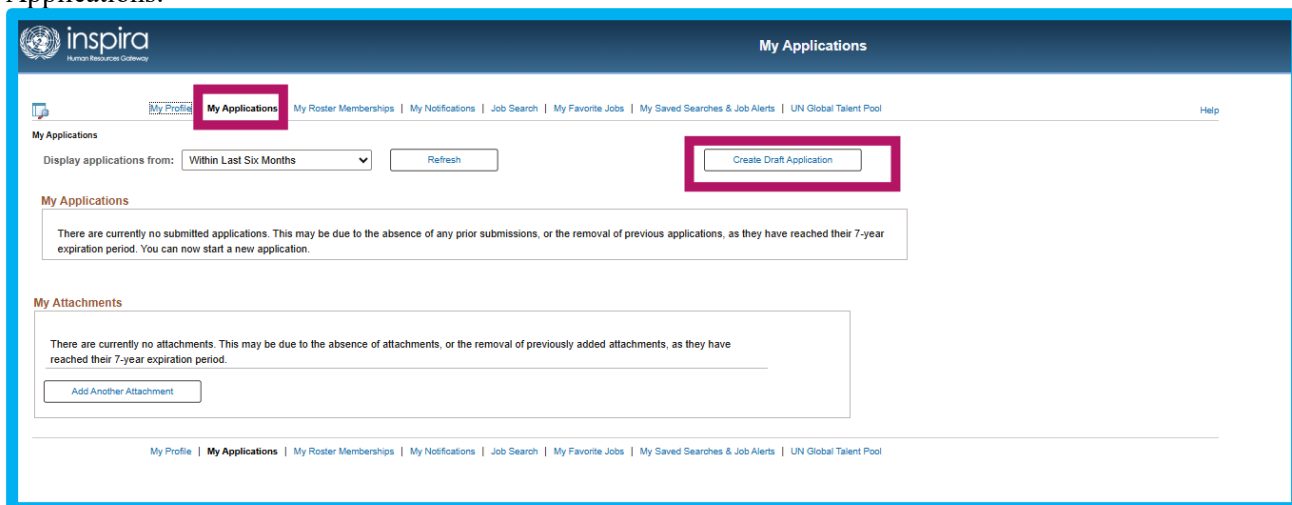 Applications.
inspira
Human Resources Gateway
My Applications
My Profile My Applications My Roster Memberships | My Notifications | Job Search | My Favorite Jobs | My Saved Searches & Job Alerts | UN Global Talent Pool
Help
My Applications
Display applications from: Within Last Six Months Refresh Create Draft Application
My Applications
There are currently no submitted applications. This may be due to the absence of any prior submissions, or the removal of previous applications, as they have reached their 7-year
expiration period. You can now start a new application.
My Attachments
There are currently no attachments. This may be due to the absence of attachments, or the removal of previously added attachments, as they have
reached their 7-year expiration period.
Add Another Attachment
My Profile | My Applications | My Roster Memberships | My Notifications | Job Search | My Favorite Jobs | My Saved Searches & Job Alerts | UN Global Talent Pool